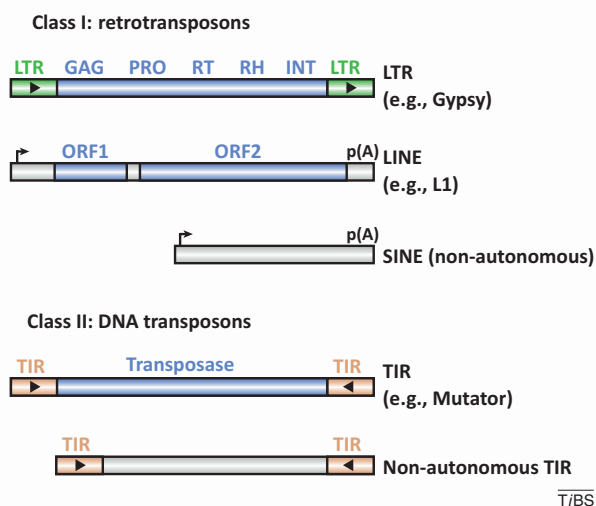 Class I: retrotransposons
LTR GAG PRO RT RH INT LTR
LTR
(e.g., Gypsy)
ORF1 ORF2 p(A)
LINE
(e.g., L1)
p(A)
SINE (non-autonomous)
Class II: DNA transposons
TIR Transposase TIR
TIR
(e.g., Mutator)
TIR TIR
Non-autonomous TIR
TiBS